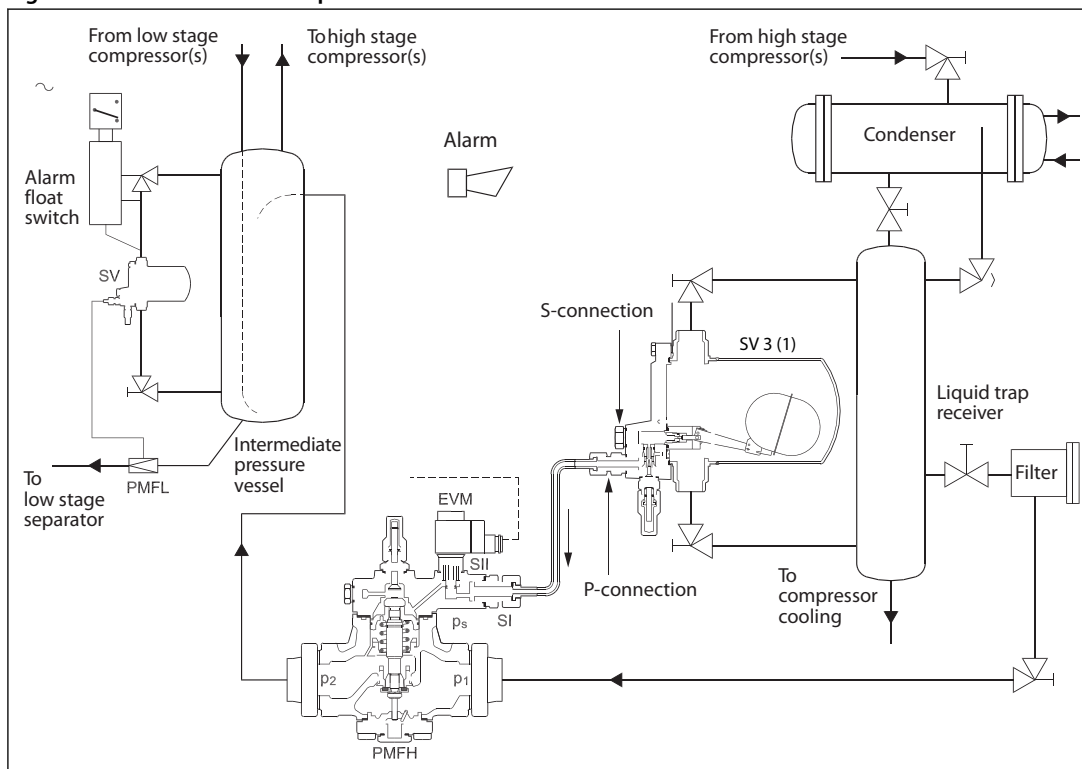 From low stage
compressor(s)
To high stage
compressor(s)
From high stage
compressor(s)
Alarm
Condenser
Alarm
float
switch
SV
S-connection
SV 3 (1)
Liquid trap
receiver
Intermediate
pressure
vessel
Filter
To
low stage
separator
PMFL
EVM
SII
P-connection
To
compressor
cooling
ps
SI
p2
p1
PMFH